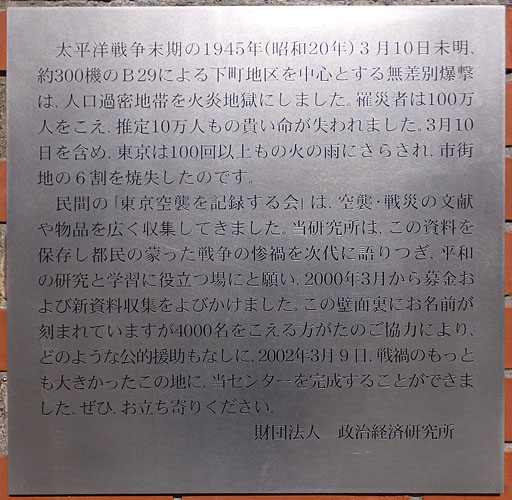 太平洋戦争末期の1945年(昭和20年)3月10日未明,
約300機のB29による下町地区を中心とする無差別爆撃
は,人口過密地帯を火炎地獄にしました。罹災者は100万
人をこえ,推定10万人もの貴い命が失われました。3月10
日を含め,東京は100回以上もの火の雨にさらされ,市街
地の6割を焼失したのです。
民間の「東京空襲を記録する会」は,空襲・戦災の文献
や物品を広く収集してきました。当研究所は,この資料を
保存し都民の蒙った戦争の惨禍を次代に語りつぎ,平和
の研究と学習に役立つ場にと願い,2000年3月から募金お
よび新資料収集をよびかけました。この壁面裏にお名前が
刻まれていますが4000名をこえる方がたのご協力により,
どのような公的援助もなしに,2002年3月9日,戦禍のもっと
も大きかったこの地に,当センターを完成することができま
した。ぜひ,お立ち寄りください。
財団法人 政治経済研究所